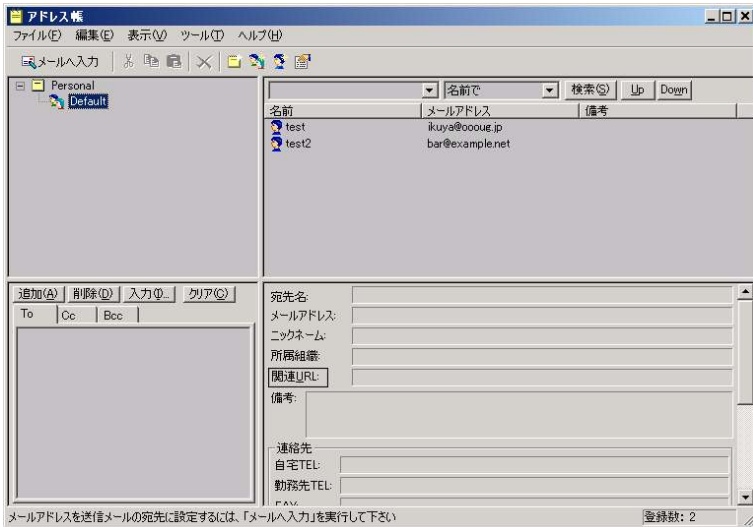 アドレス帳
ファイル(F) 編集(E) 表示(V) ツール(T) ヘルプ(H)
メールへ入力
Personal
Default
名前で 検索(S) Up Down
名前 メールアドレス 備考
test ikuya@oooug.jp
test2 bar@example.net
追加(A) 削除(D) 入力(I)... クリア(C)
To Cc Bcc
宛先名:
メールアドレス:
ニックネーム:
所属組織:
関連URL:
備考:
連絡先
自宅TEL:
勤務先TEL:
FAX:
メールアドレスを送信メールの宛先に設定するには、「メールへ入力」を実行して下さい 登録数: 2